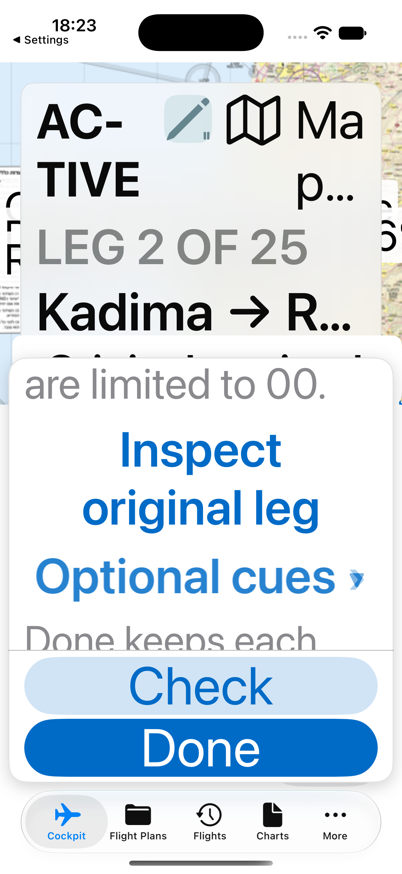 18:23
◀ Settings
AC-
TIVE
Ma
p...
LEG 2 OF 25
Kadima → R...
are limited to 00.
Inspect
original leg
Optional cues
Done keeps each
Check
Done
Cockpit
Flight Plans
Flights
Charts
More